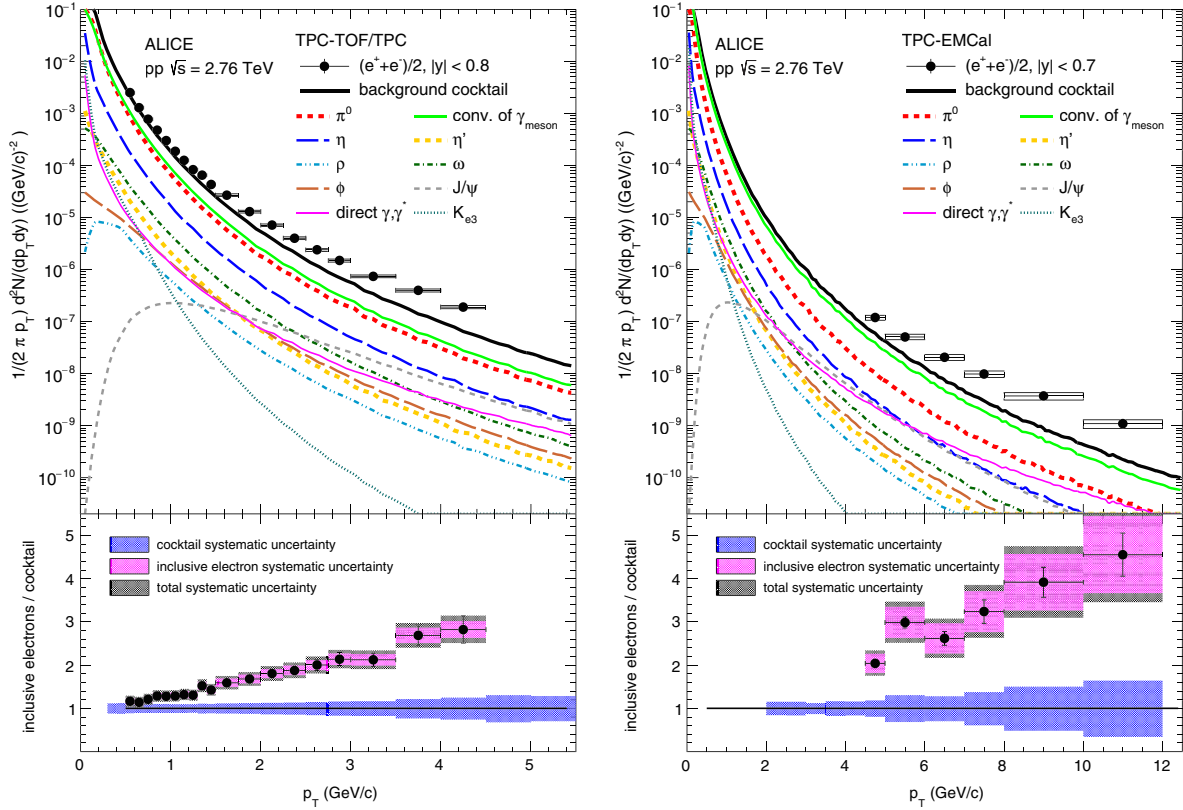 ALICE
pp √s = 2.76 TeV
TPC-TOF/TPC
(e⁺+e⁻)/2, |y| < 0.8
background cocktail
π⁰
conv. of γ_meson
η
η'
ρ
ω
ϕ
J/ψ
direct γ,γ*
K_e3
1/(2 π p_T) d²N/(dp_T dy) ((GeV/c)⁻²)
10⁻¹
10⁻²
10⁻³
10⁻⁴
10⁻⁵
10⁻⁶
10⁻⁷
10⁻⁸
10⁻⁹
10⁻¹⁰
inclusive electrons / cocktail
5
4
3
2
1
cocktail systematic uncertainty
inclusive electron systematic uncertainty
total systematic uncertainty
0 1 2 3 4 5
p_T (GeV/c)
ALICE
pp √s = 2.76 TeV
TPC-EMCal
(e⁺+e⁻)/2, |y| < 0.7
background cocktail
π⁰
conv. of γ_meson
η
η'
ρ
ω
ϕ
J/ψ
direct γ,γ*
K_e3
1/(2 π p_T) d²N/(dp_T dy) ((GeV/c)⁻²)
10⁻¹
10⁻²
10⁻³
10⁻⁴
10⁻⁵
10⁻⁶
10⁻⁷
10⁻⁸
10⁻⁹
10⁻¹⁰
inclusive electrons / cocktail
5
4
3
2
1
cocktail systematic uncertainty
inclusive electron systematic uncertainty
total systematic uncertainty
0 2 4 6 8 10 12
p_T (GeV/c)